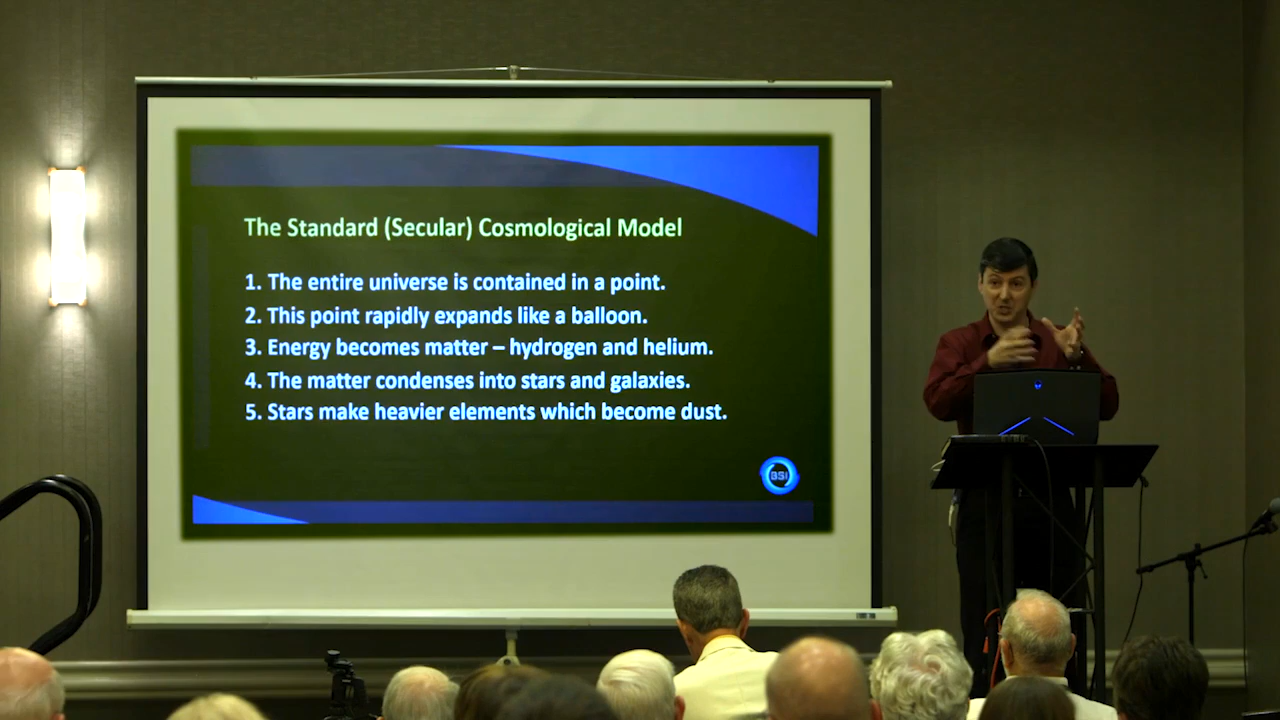 The Standard (Secular) Cosmological Model
1. The entire universe is contained in a point.
2. This point rapidly expands like a balloon.
3. Energy becomes matter – hydrogen and helium.
4. The matter condenses into stars and galaxies.
5. Stars make heavier elements which become dust.
BSI